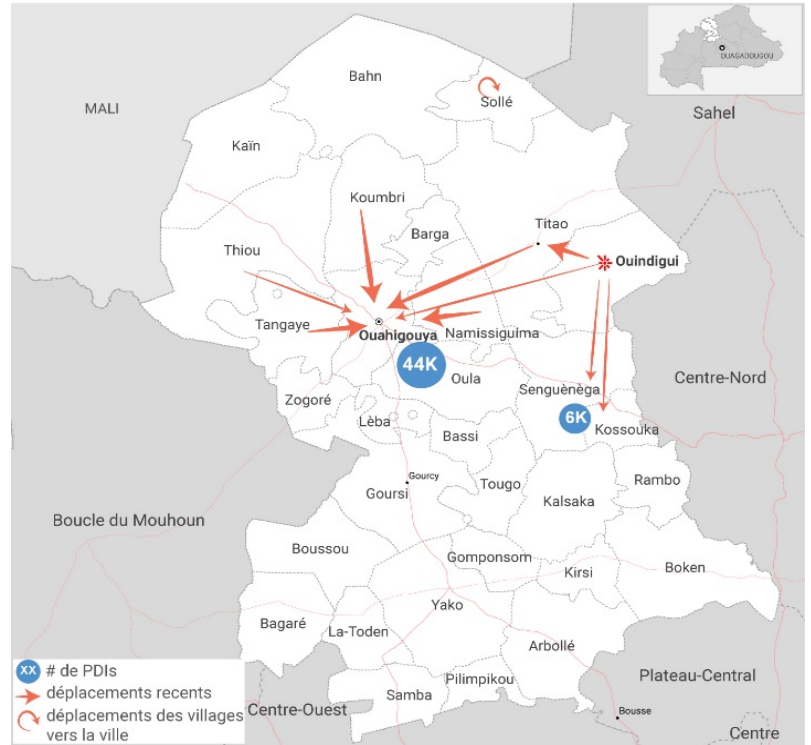 OUAGADOUGOU
Bahn
Sollé
MALI
Sahel
Kaïn
Koumbri
Titao
Barga
Thiou
Ouindigui
Tangaye
Ouahigouya
Namissiguima
44K
Oula
Centre-Nord
Senguènèga
Zogoré
6K
Lèba
Kossouka
Bassi
Gourcy
Tougo
Rambo
Goursi
Kalsaka
Boucle du Mouhoun
Boussou
Gomponsom
Kirsi
Boken
Yako
Bagaré
La-Toden
Arbollé
XX # de PDIs
Plateau-Central
Pilimpikou
déplacements recents
Samba
Centre-Ouest
Bousse
déplacements des villages
vers la ville
Centre